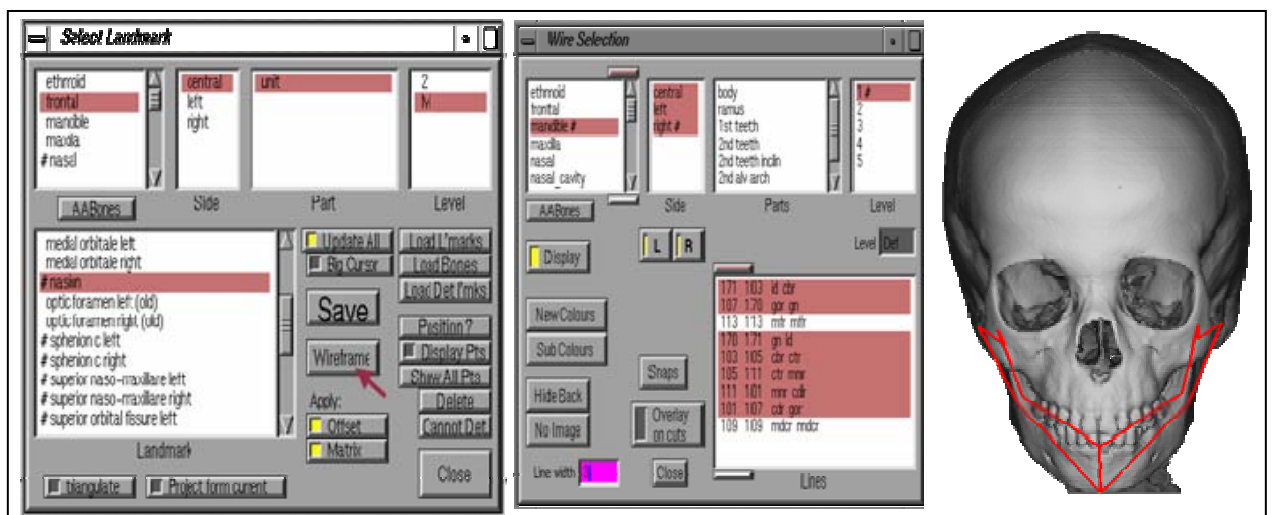 Select Landmark
ethmoid
frontal
mandible
maxilla
# nasal
central
left
right
unit
2
M
AABones
Side
Part
Level
medial orbitale left
medial orbitale right
# nasion
optic foramen left (old)
optic foramen right (old)
# sphenion c left
# sphenion c right
# superior naso-maxillare left
# superior naso-maxillare right
# superior orbital fissure left
Landmark
Update All
Big Cursor
Save
Wireframe
Apply:
Offset
Matrix
Load L'marks
Load Bones
Load Det l'mks
Position ?
Display Pts
Show All Pts
Delete
Cannot Det.
Close
triangulate
Project form current
Wire Selection
ethmoid
frontal
mandible #
maxilla
nasal
nasal_cavity
central
left
right #
body
ramus
1st teeth
2nd teeth
2nd teeth inclin
2nd alv arch
1 #
2
3
4
5
AABones
Side
Parts
Level
Display
L
R
Level Def
New Colours
Sub Colours
Hide Back
No Image
Line width 3
Snaps
Overlay
on cuts
Close
171 103 id cbr
107 170 gor gn
113 113 mfr mfr
170 171 gn id
103 105 cbr ctr
105 111 ctr mnr
111 101 mnr cdr
101 107 cdr gor
109 109 mdcr mdcr
Lines